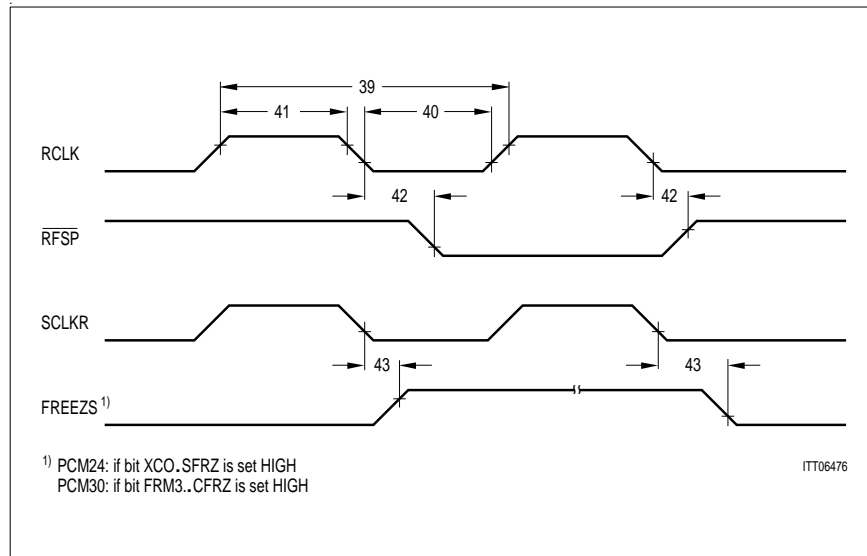 39
41
40
RCLK
42
42
RFSP
SCLKR
43
43
FREEZS 1)
1) PCM24: if bit XCO.SFRZ is set HIGH
PCM30: if bit FRM3..CFRZ is set HIGH
ITT06476